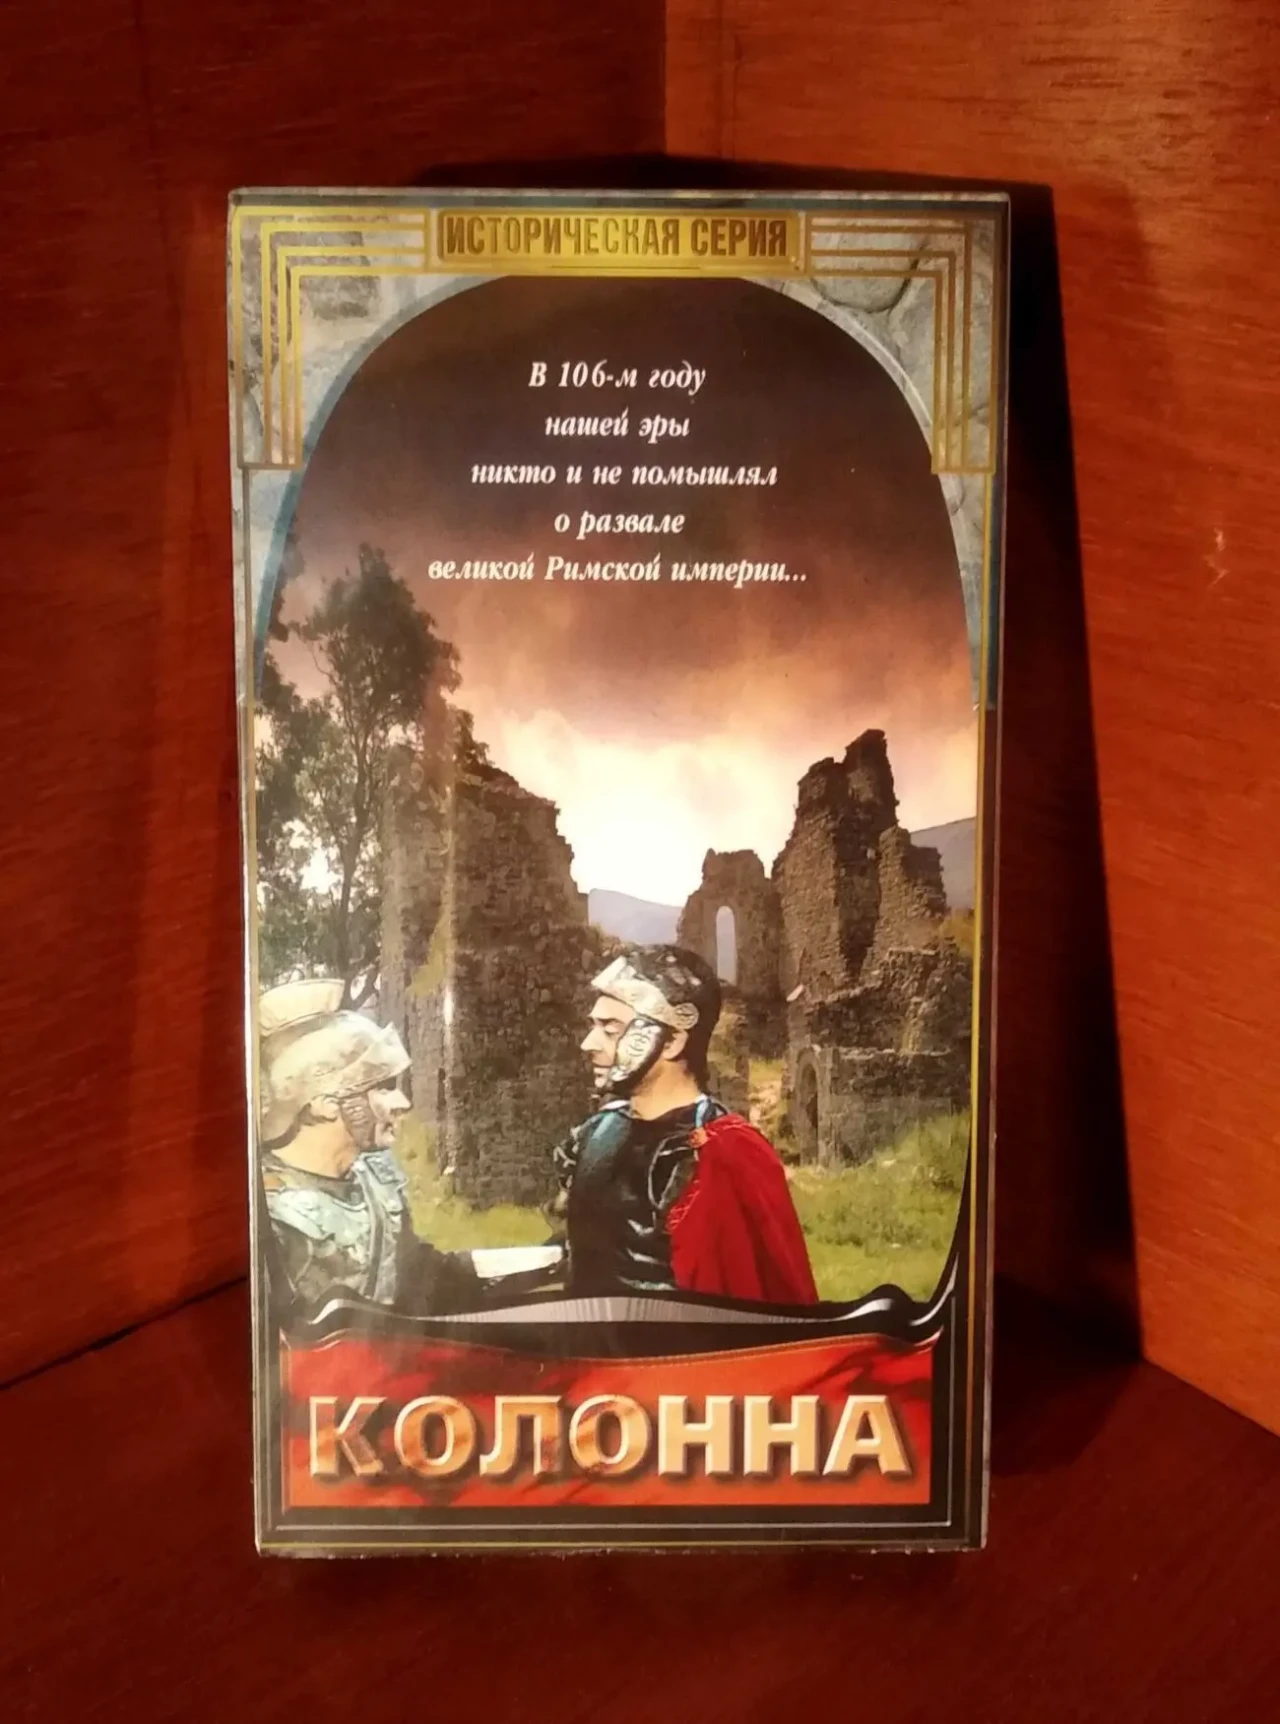 ИСТОРИЧЕСКАЯ СЕРИЯ
В 106-м году
нашей эры
никто и не помышлял
о развале
великой Римской империи...
КОЛОННА